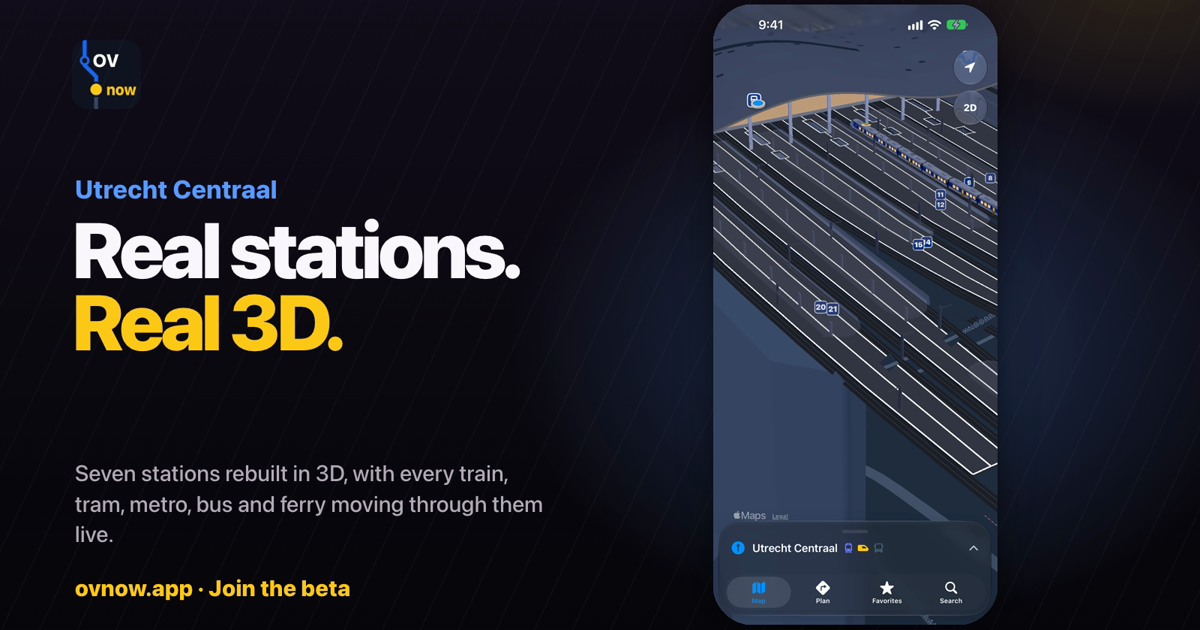 OV
now
Utrecht Centraal
Real stations.
Real 3D.
Seven stations rebuilt in 3D, with every train,
tram, metro, bus and ferry moving through them
live.
ovnow.app · Join the beta
9:41
P
2D
6
8
11
12
15
14
20
21
Maps Legal
Utrecht Centraal
Map
Plan
Favorites
Search